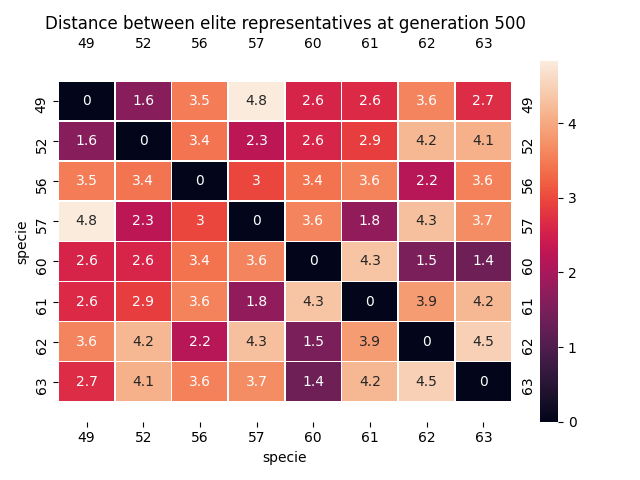 Distance between elite representatives at generation 500
49 52 56 57 60 61 62 63
49 0 1.6 3.5 4.8 2.6 2.6 3.6 2.7 49
52 1.6 0 3.4 2.3 2.6 2.9 4.2 4.1 52
56 3.5 3.4 0 3 3.4 3.6 2.2 3.6 56
57 4.8 2.3 3 0 3.6 1.8 4.3 3.7 57
60 2.6 2.6 3.4 3.6 0 4.3 1.5 1.4 60
61 2.6 2.9 3.6 1.8 4.3 0 3.9 4.2 61
62 3.6 4.2 2.2 4.3 1.5 3.9 0 4.5 62
63 2.7 4.1 3.6 3.7 1.4 4.2 4.5 0 63
49 52 56 57 60 61 62 63
specie
specie
4
3
2
1
0